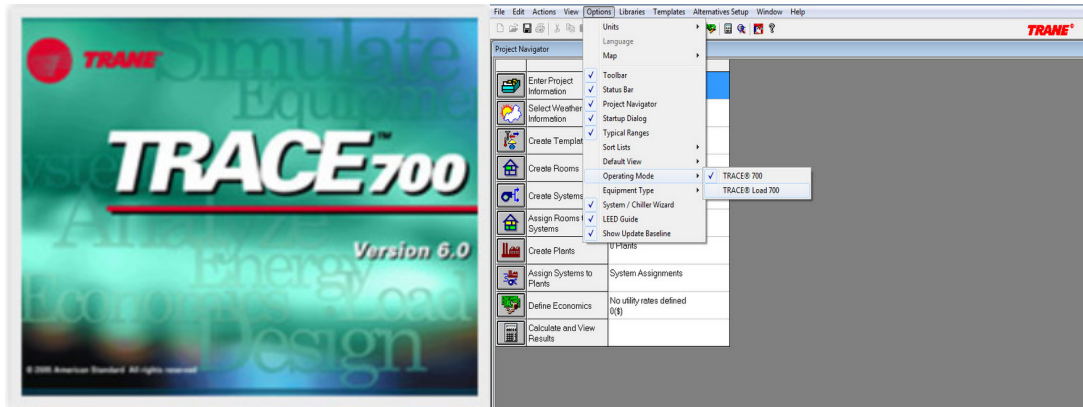 TRANE
Simulate
Equipme
TRACE™ 700
Version 6.0
Analyze
Energy
Economics
Load
Design
© 2005 American Standard All rights reserved
File Edit Actions View Options Libraries Templates Alternatives Setup Window Help
TRANE®
Project Navigator
Units
Language
Map
Toolbar
Status Bar
Project Navigator
Startup Dialog
Typical Ranges
Sort Lists
Default View
Operating Mode
Equipment Type
System / Chiller Wizard
LEED Guide
Show Update Baseline
TRACE® 700
TRACE® Load 700
Enter Project
Information
Select Weather
Information
Create Templat
Create Rooms
Create Systems
Assign Rooms t
Systems
Create Plants
0 Plants
Assign Systems to
Plants
System Assignments
Define Economics
No utility rates defined
0($)
Calculate and View
Results